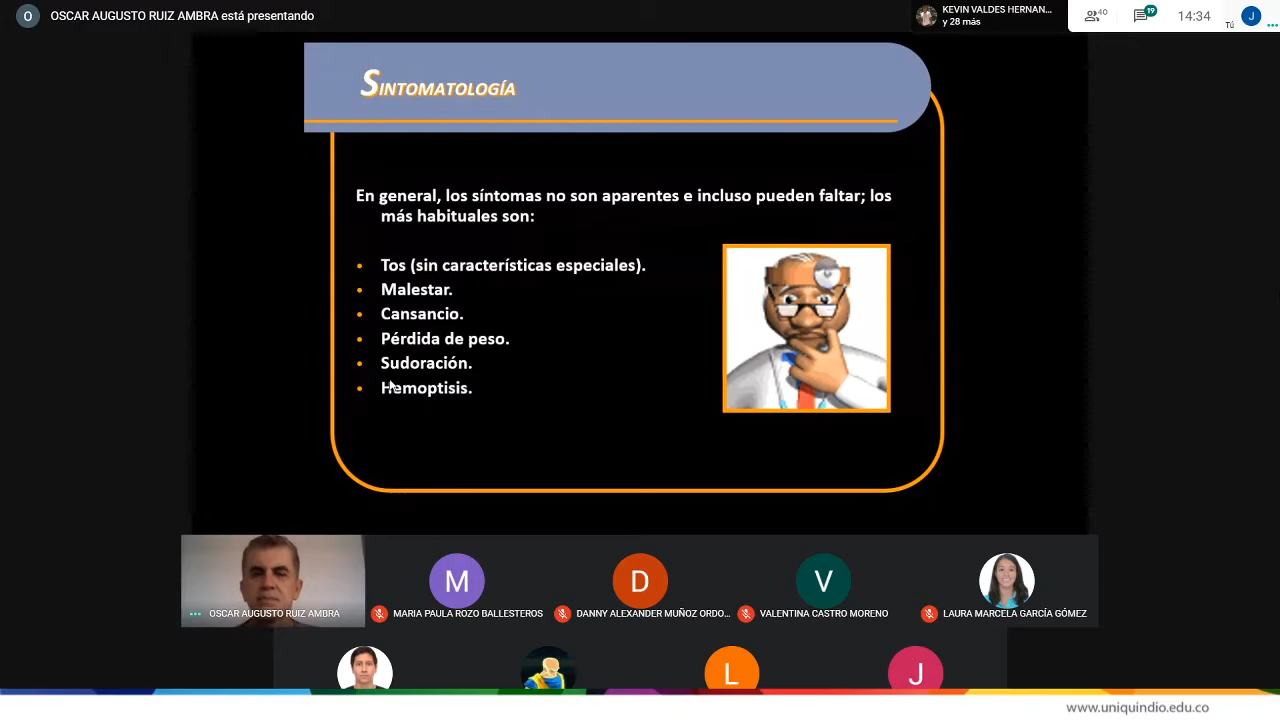 O OSCAR AUGUSTO RUIZ AMBRA está presentando
KEVIN VALDES HERNAN...
y 28 más
40
19
14:34
Tú
J
SINTOMATOLOGÍA
En general, los síntomas no son aparentes e incluso pueden faltar; los
más habituales son:
• Tos (sin características especiales).
• Malestar.
• Cansancio.
• Pérdida de peso.
• Sudoración.
• Hemoptisis.
M
D
V
OSCAR AUGUSTO RUIZ AMBRA
MARIA PAULA ROZO BALLESTEROS
DANNY ALEXANDER MUÑOZ ORDO...
VALENTINA CASTRO MORENO
LAURA MARCELA GARCÍA GÓMEZ
L
J
www.uniquindio.edu.co